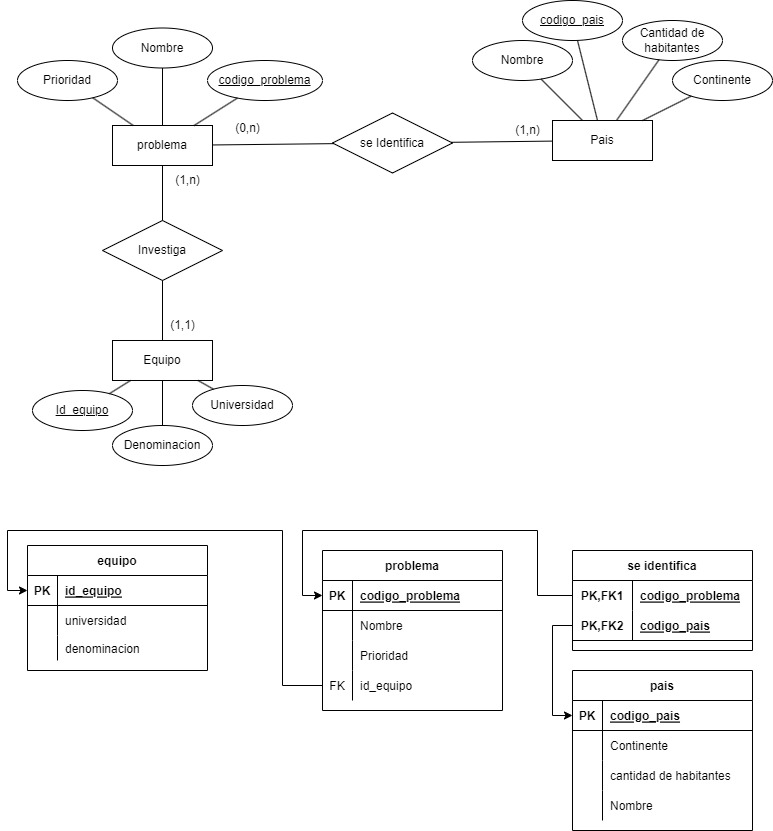 codigo_pais
Nombre
Cantidad de
habitantes
Prioridad
codigo_problema
Nombre
Continente
(0,n)
(1,n)
problema
se Identifica
Pais
(1,n)
Investiga
(1,1)
Equipo
Id_equipo
Universidad
Denominacion
equipo
PK id_equipo
universidad
denominacion
problema
PK codigo_problema
Nombre
Prioridad
FK id_equipo
se identifica
PK,FK1 codigo_problema
PK,FK2 codigo_pais
pais
PK codigo_pais
Continente
cantidad de habitantes
Nombre